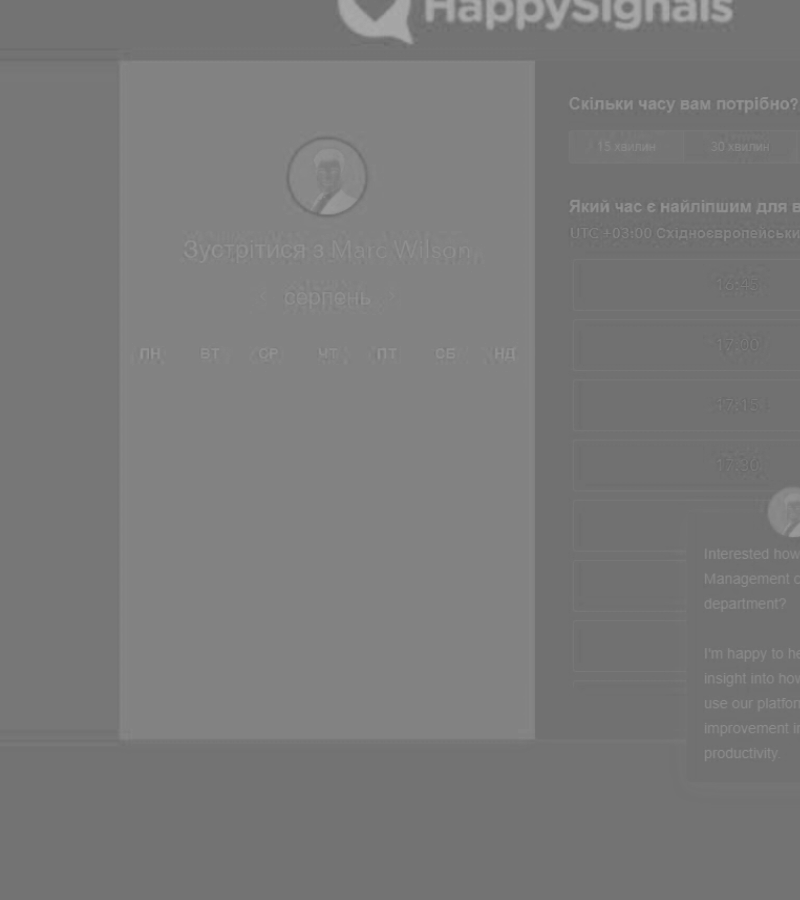 HappySignals
Зустрітися з Marc Wilson
серпень
ПН ВТ СР ЧТ ПТ СБ НД
Скільки часу вам потрібно?
15 хвилин 30 хвилин
Який час є найліпшим для в
UTC +03:00 Східноєвропейськи
16:45
17:00
17:15
17:30
Interested how
Management c
department?
I'm happy to he
insight into how
use our platfor
improvement in
productivity.